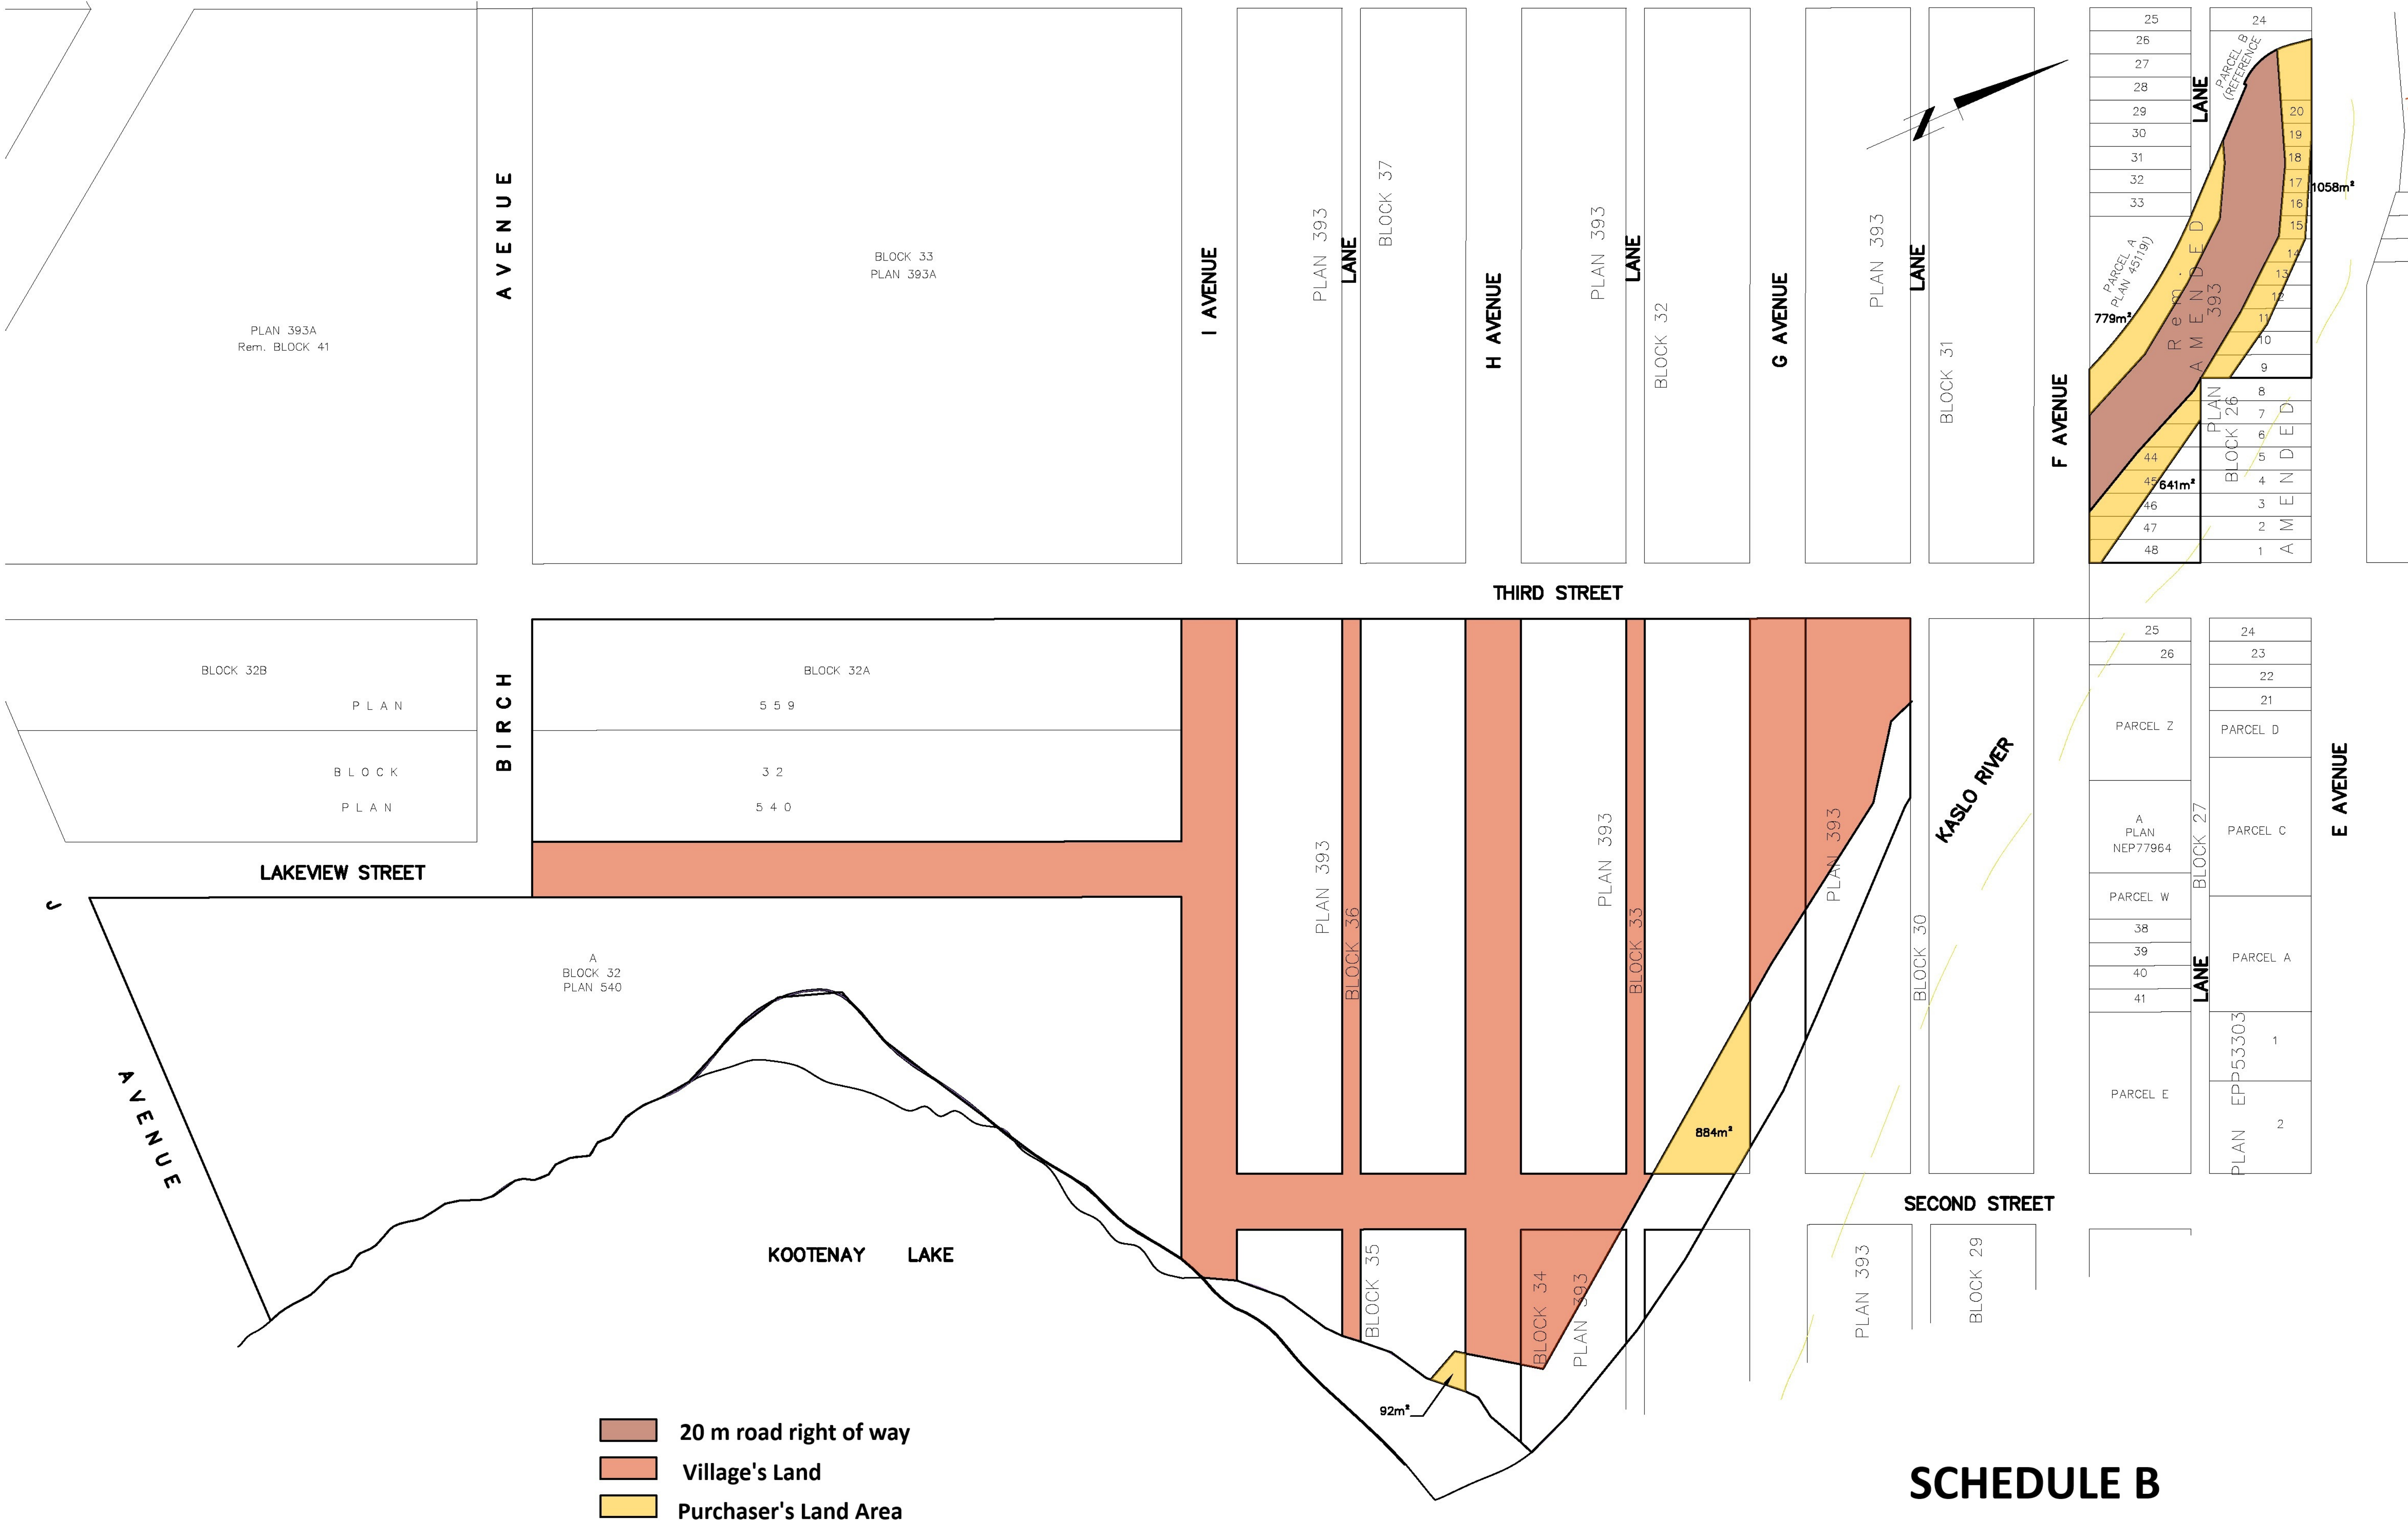 25
24
26
PARCEL B
(REFERENCE
27
28
LANE
29
20
30
19
31
18
32
17
1058m²
33
16
15
14
13
12
11
10
9
PARCEL A
PLAN 45119I)
779m²
Rem.
AMENDED
393
PLAN
BLOCK 26
AMENDED
8
7
6
44
5
45
641m²
4
46
3
47
2
48
1
AVENUE
BLOCK 33
PLAN 393A
PLAN 393A
Rem. BLOCK 41
I AVENUE
PLAN 393
LANE
BLOCK 37
H AVENUE
PLAN 393
LANE
BLOCK 32
G AVENUE
PLAN 393
LANE
BLOCK 31
F AVENUE
N
THIRD STREET
BLOCK 32B
PLAN
BLOCK
PLAN
BIRCH
BLOCK 32A
559
32
540
LAKEVIEW STREET
J
AVENUE
A
BLOCK 32
PLAN 540
PLAN 393
BLOCK 36
PLAN 393
BLOCK 33
PLAN 393
BLOCK 30
KASLO RIVER
25
24
26
23
22
21
PARCEL Z
PARCEL D
A
PLAN
NEP77964
BLOCK 27
PARCEL C
E AVENUE
PARCEL W
38
39
40
41
LANE
PARCEL A
PARCEL E
PLAN EPP53303
1
2
884m²
SECOND STREET
KOOTENAY LAKE
BLOCK 35
BLOCK 34
PLAN 393
PLAN 393
BLOCK 29
92m²
20 m road right of way
Village's Land
Purchaser's Land Area
SCHEDULE B